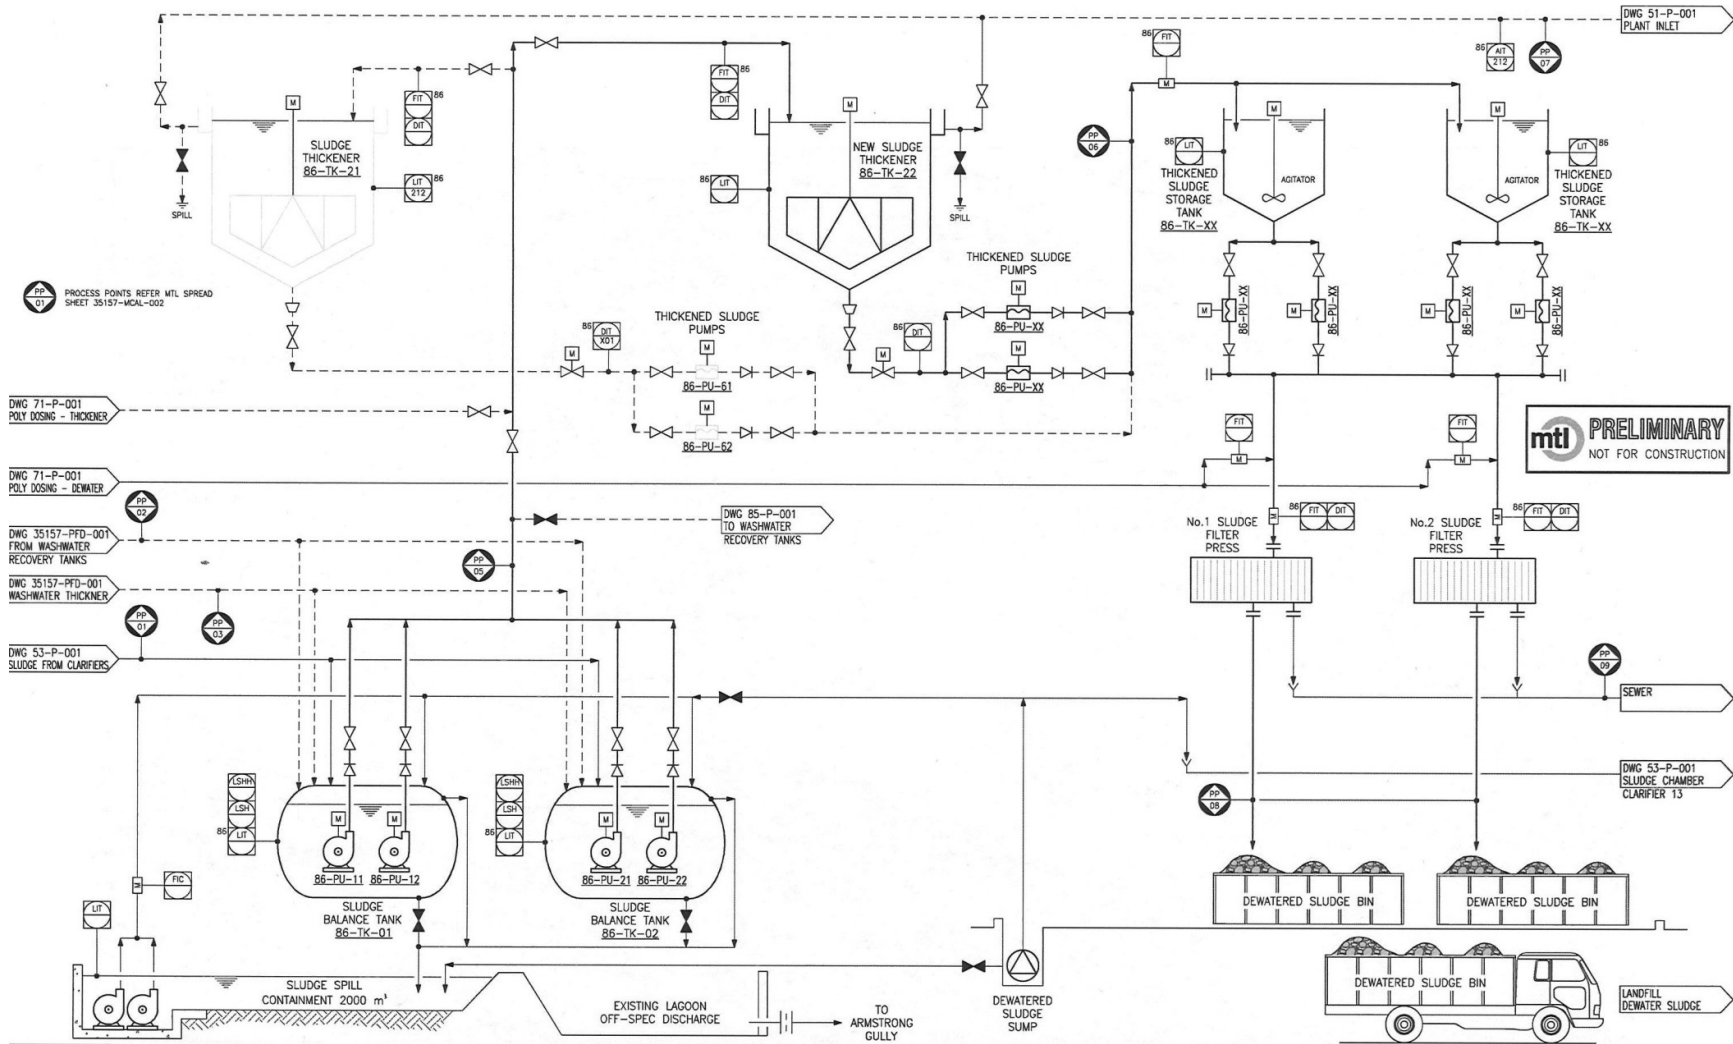 DWG 51-P-001
PLANT INLET
86
FIT
86
AIT
212
PP
07
86
FIT
DIT
M
SLUDGE
THICKENER
86-TK-21
86
LIT
212
SPILL
FIT
86
DIT
M
NEW SLUDGE
THICKENER
86-TK-22
86
LIT
SPILL
PP
06
M
M
86
LIT
THICKENED
SLUDGE
STORAGE
TANK
86-TK-XX
AGITATOR
M
AGITATOR
86
LIT
THICKENED
SLUDGE
STORAGE
TANK
86-TK-XX
PP
01
PROCESS POINTS REFER MTL SPREAD
SHEET 35157-MCAL-002
THICKENED SLUDGE
PUMPS
M
86-PU-XX
M
86-PU-XX
THICKENED SLUDGE
PUMPS
M
86-PU-61
M
86-PU-62
M
86
DIT
X01
M
86
DIT
M
86-PU-XX
M
86-PU-XX
M
86-PU-XX
M
86-PU-XX
DWG 71-P-001
POLY DOSING - THICKENER
DWG 71-P-001
POLY DOSING - DEWATER
FIT
M
FIT
M
mtl
PRELIMINARY
NOT FOR CONSTRUCTION
PP
02
DWG 35157-PFD-001
FROM WASHWATER
RECOVERY TANKS
DWG 85-P-001
TO WASHWATER
RECOVERY TANKS
PP
05
DWG 35157-PFD-001
WASHWATER THICKNER
PP
01
PP
03
DWG 53-P-001
SLUDGE FROM CLARIFIERS
No.1 SLUDGE
FILTER
PRESS
M
86
FIT
DIT
No.2 SLUDGE
FILTER
PRESS
M
86
FIT
DIT
PP
09
SEWER
DWG 53-P-001
SLUDGE CHAMBER
CLARIFIER 13
PP
08
LSHH
LSH
86
LIT
M
M
86-PU-11
86-PU-12
SLUDGE
BALANCE TANK
86-TK-01
LSHH
LSH
86
LIT
M
M
86-PU-21
86-PU-22
SLUDGE
BALANCE TANK
86-TK-02
M
FIC
LIT
SLUDGE SPILL
CONTAINMENT 2000 m³
EXISTING LAGOON
OFF-SPEC DISCHARGE
TO
ARMSTRONG
GULLY
DEWATERED
SLUDGE
SUMP
DEWATERED SLUDGE BIN
DEWATERED SLUDGE BIN
DEWATERED SLUDGE BIN
LANDFILL
DEWATER SLUDGE